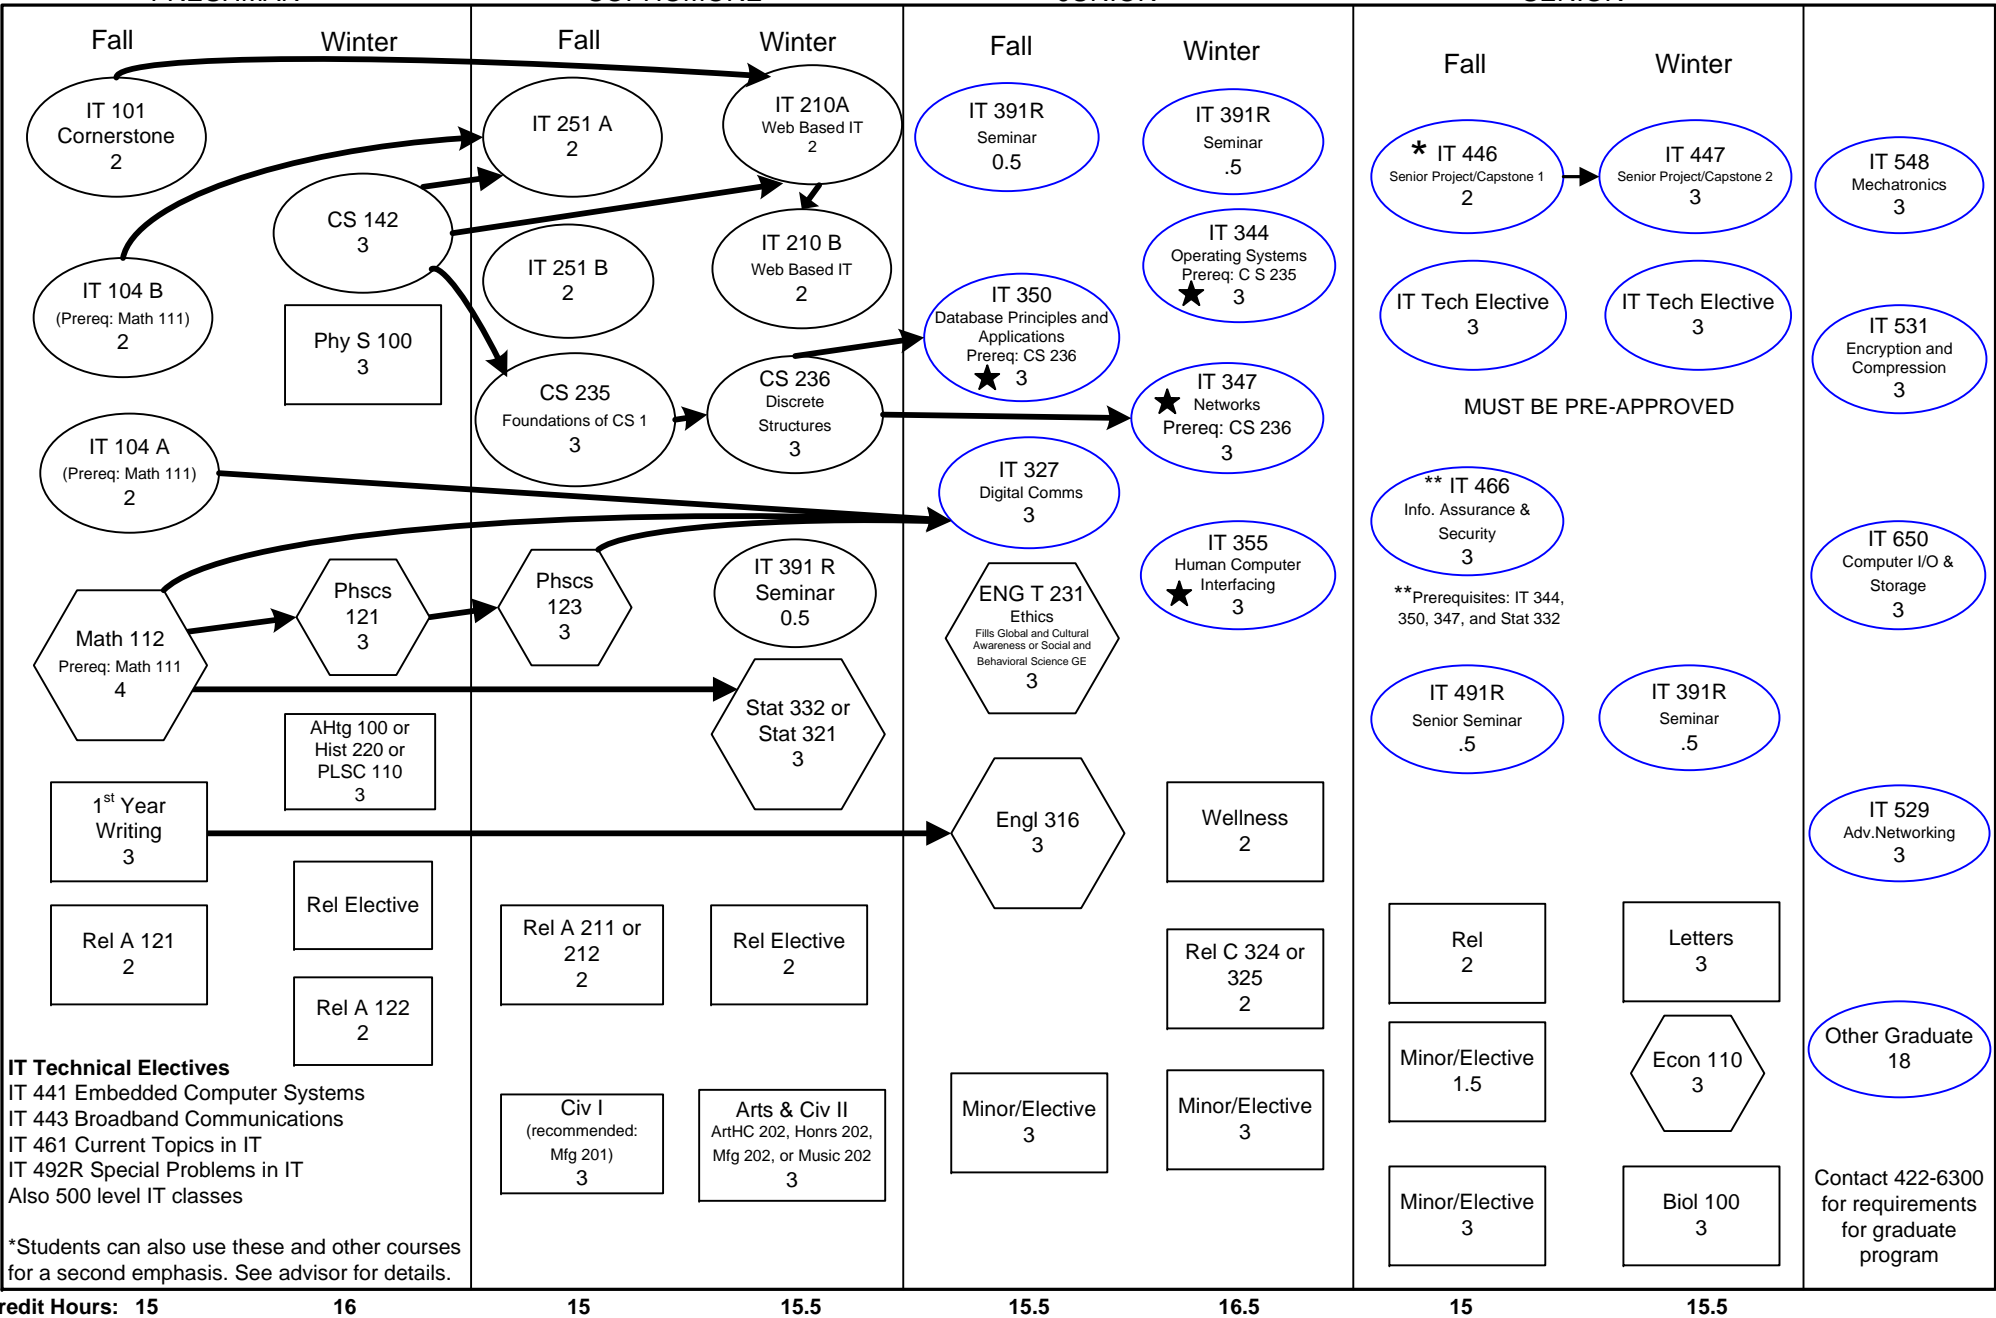 FRESHMAN
SOPHOMORE
JUNIOR
SENIOR
Fall
Winter
Fall
Winter
Fall
Winter
Fall
Winter
IT 101
Cornerstone
2
IT 104 B
(Prereq: Math 111)
2
IT 104 A
(Prereq: Math 111)
2
Math 112
Prereq: Math 111
4
1st Year
Writing
3
Rel A 121
2
CS 142
3
Phy S 100
3
Phscs
121
3
AHtg 100 or
Hist 220 or
PLSC 110
3
Rel Elective
Rel A 122
2
IT Technical Electives
IT 441 Embedded Computer Systems
IT 443 Broadband Communications
IT 461 Current Topics in IT
IT 492R Special Problems in IT
Also 500 level IT classes
*Students can also use these and other courses
for a second emphasis. See advisor for details.
IT 251 A
2
IT 251 B
2
CS 235
Foundations of CS 1
3
Phscs
123
3
Rel A 211 or
212
2
Civ I
(recommended:
Mfg 201)
3
IT 210A
Web Based IT
2
IT 210 B
Web Based IT
2
CS 236
Discrete
Structures
3
IT 391 R
Seminar
0.5
Stat 332 or
Stat 321
3
Rel Elective
2
Arts & Civ II
ArtHC 202, Honrs 202,
Mfg 202, or Music 202
3
IT 391R
Seminar
0.5
IT 350
Database Principles and
Applications
Prereq: CS 236
★ 3
IT 327
Digital Comms
3
ENG T 231
Ethics
Fills Global and Cultural
Awareness or Social and
Behavioral Science GE
3
Engl 316
3
Minor/Elective
3
IT 391R
Seminar
.5
IT 344
Operating Systems
Prereq: C S 235
★ 3
IT 347
★ Networks
Prereq: CS 236
3
IT 355
Human Computer
★ Interfacing
3
Wellness
2
Rel C 324 or
325
2
Minor/Elective
3
* IT 446
Senior Project/Capstone 1
2
IT Tech Elective
3
MUST BE PRE-APPROVED
** IT 466
Info. Assurance &
Security
3
**Prerequisites: IT 344,
350, 347, and Stat 332
IT 491R
Senior Seminar
.5
Rel
2
Minor/Elective
1.5
Minor/Elective
3
IT 447
Senior Project/Capstone 2
3
IT Tech Elective
3
IT 391R
Seminar
.5
Letters
3
Econ 110
3
Biol 100
3
IT 548
Mechatronics
3
IT 531
Encryption and
Compression
3
IT 650
Computer I/O &
Storage
3
IT 529
Adv.Networking
3
Other Graduate
18
Contact 422-6300
for requirements
for graduate
program
redit Hours: 15 16 15 15.5 15.5 16.5 15 15.5